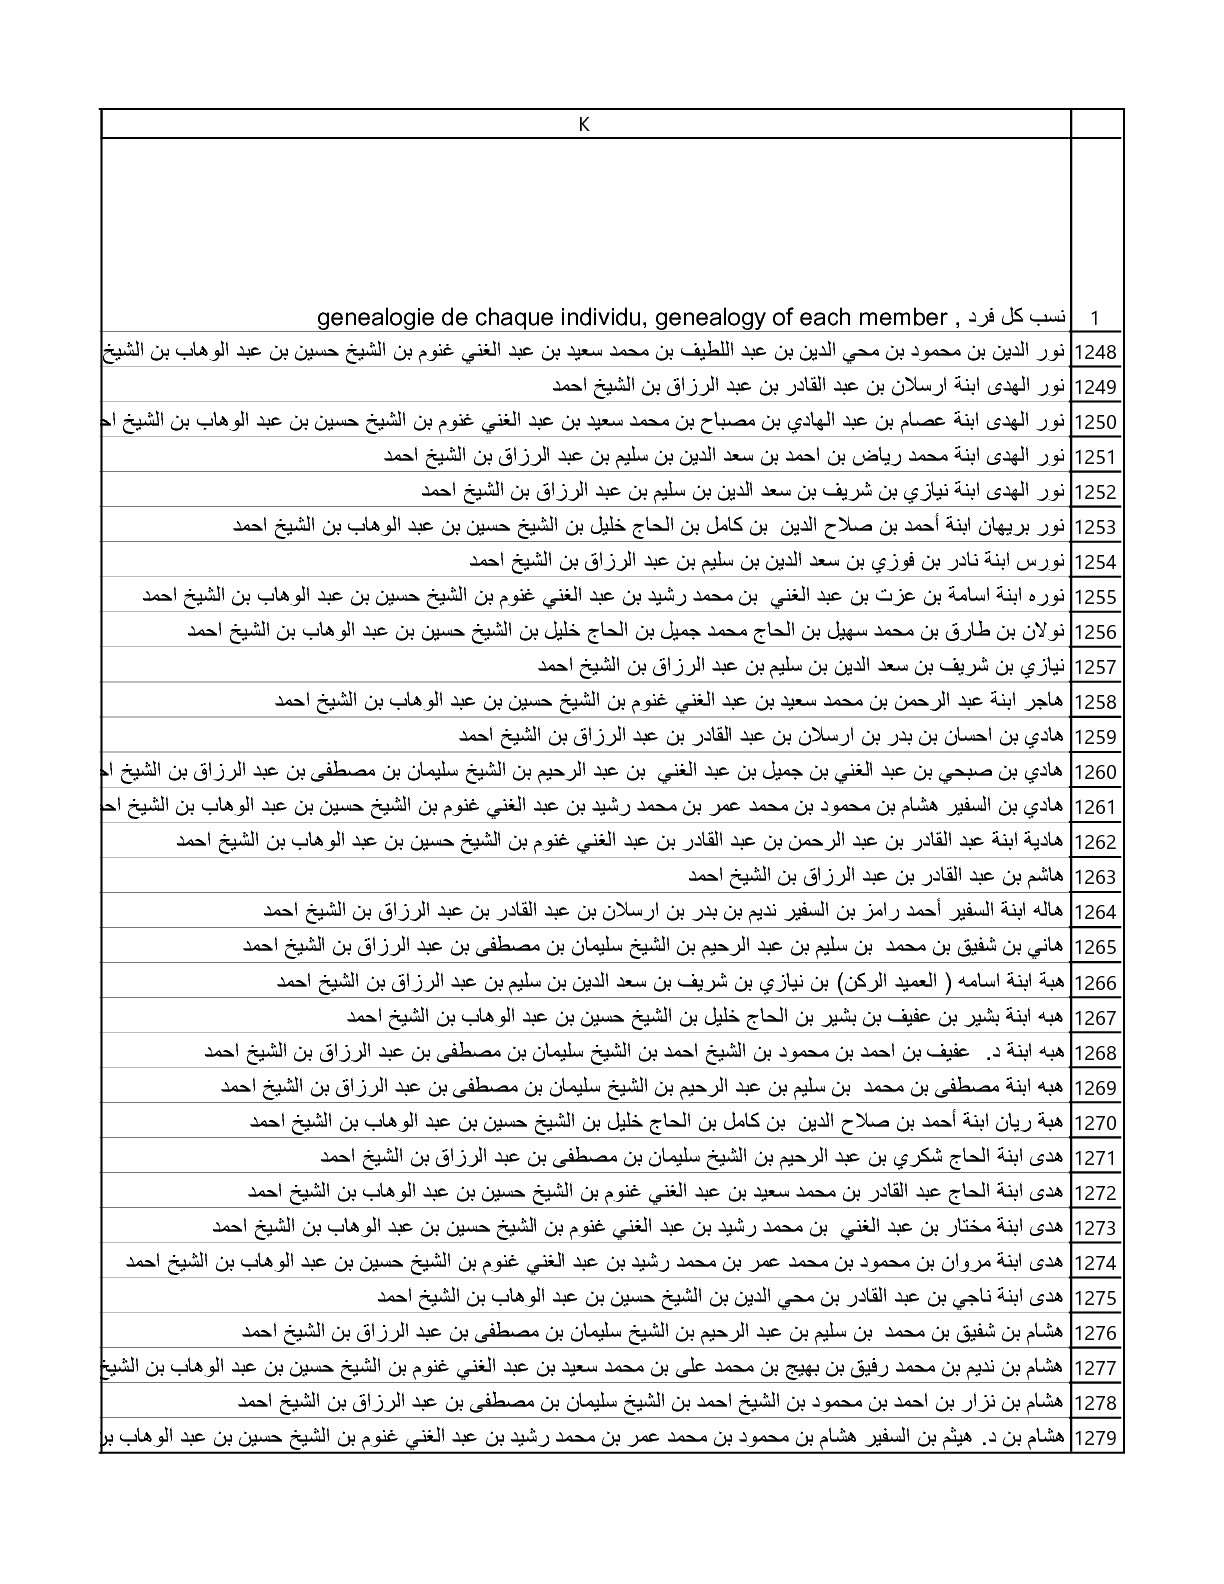 K
1 نسب كل فرد , genealogie de chaque individu, genealogy of each member
1248 نور الدين بن محمود بن محي الدين بن عبد اللطيف بن محمد سعيد بن عبد الغني غنوم بن الشيخ حسين بن عبد الوهاب بن الشيخ
1249 نور الهدى ابنة ارسلان بن عبد القادر بن عبد الرزاق بن الشيخ احمد
1250 نور الهدى ابنة عصام بن عبد الهادي بن مصباح بن محمد سعيد بن عبد الغني غنوم بن الشيخ حسين بن عبد الوهاب بن الشيخ اح
1251 نور الهدى ابنة محمد رياض بن احمد بن سعد الدين بن سليم بن عبد الرزاق بن الشيخ احمد
1252 نور الهدى ابنة نيازي بن شريف بن سعد الدين بن سليم بن عبد الرزاق بن الشيخ احمد
1253 نور بريهان ابنة أحمد بن صلاح الدين بن كامل بن الحاج خليل بن الشيخ حسين بن عبد الوهاب بن الشيخ احمد
1254 نورس ابنة نادر بن فوزي بن سعد الدين بن سليم بن عبد الرزاق بن الشيخ احمد
1255 نوره ابنة اسامة بن عزت بن عبد الغني بن محمد رشيد بن عبد الغني غنوم بن الشيخ حسين بن عبد الوهاب بن الشيخ احمد
1256 نولان بن طارق بن محمد سهيل بن الحاج محمد جميل بن الحاج خليل بن الشيخ حسين بن عبد الوهاب بن الشيخ احمد
1257 نيازي بن شريف بن سعد الدين بن سليم بن عبد الرزاق بن الشيخ احمد
1258 هاجر ابنة عبد الرحمن بن محمد سعيد بن عبد الغني غنوم بن الشيخ حسين بن عبد الوهاب بن الشيخ احمد
1259 هادي بن احسان بن بدر بن ارسلان بن عبد القادر بن عبد الرزاق بن الشيخ احمد
1260 هادي بن صبحي بن عبد الغني بن جميل بن عبد الغني بن عبد الرحيم بن الشيخ سليمان بن مصطفى بن عبد الرزاق بن الشيخ اح
1261 هادي بن السفير هشام بن محمود بن محمد عمر بن محمد رشيد بن عبد الغني غنوم بن الشيخ حسين بن عبد الوهاب بن الشيخ اح
1262 هادية ابنة عبد القادر بن عبد الرحمن بن عبد القادر بن عبد الغني غنوم بن الشيخ حسين بن عبد الوهاب بن الشيخ احمد
1263 هاشم بن عبد القادر بن عبد الرزاق بن الشيخ احمد
1264 هاله ابنة السفير أحمد رامز بن السفير نديم بن بدر بن ارسلان بن عبد القادر بن عبد الرزاق بن الشيخ احمد
1265 هاني بن شفيق بن محمد بن سليم بن عبد الرحيم بن الشيخ سليمان بن مصطفى بن عبد الرزاق بن الشيخ احمد
1266 هبة ابنة اسامه ( العميد الركن) بن نيازي بن شريف بن سعد الدين بن سليم بن عبد الرزاق بن الشيخ احمد
1267 هبه ابنة بشير بن عفيف بن بشير بن الحاج خليل بن الشيخ حسين بن عبد الوهاب بن الشيخ احمد
1268 هبه ابنة د. عفيف بن احمد بن محمود بن الشيخ احمد بن الشيخ سليمان بن مصطفى بن عبد الرزاق بن الشيخ احمد
1269 هبه ابنة مصطفى بن محمد بن سليم بن عبد الرحيم بن الشيخ سليمان بن مصطفى بن عبد الرزاق بن الشيخ احمد
1270 هبة ريان ابنة أحمد بن صلاح الدين بن كامل بن الحاج خليل بن الشيخ حسين بن عبد الوهاب بن الشيخ احمد
1271 هدى ابنة الحاج شكري بن عبد الرحيم بن الشيخ سليمان بن مصطفى بن عبد الرزاق بن الشيخ احمد
1272 هدى ابنة الحاج عبد القادر بن محمد سعيد بن عبد الغني غنوم بن الشيخ حسين بن عبد الوهاب بن الشيخ احمد
1273 هدى ابنة مختار بن عبد الغني بن محمد رشيد بن عبد الغني غنوم بن الشيخ حسين بن عبد الوهاب بن الشيخ احمد
1274 هدى ابنة مروان بن محمود بن محمد عمر بن محمد رشيد بن عبد الغني غنوم بن الشيخ حسين بن عبد الوهاب بن الشيخ احمد
1275 هدى ابنة ناجي بن عبد القادر بن محي الدين بن الشيخ حسين بن عبد الوهاب بن الشيخ احمد
1276 هشام بن شفيق بن محمد بن سليم بن عبد الرحيم بن الشيخ سليمان بن مصطفى بن عبد الرزاق بن الشيخ احمد
1277 هشام بن نديم بن محمد رفيق بن بهيج بن محمد على بن محمد سعيد بن عبد الغني غنوم بن الشيخ حسين بن عبد الوهاب بن الشيخ
1278 هشام بن نزار بن احمد بن محمود بن الشيخ احمد بن الشيخ سليمان بن مصطفى بن عبد الرزاق بن الشيخ احمد
1279 هشام بن د. هيثم بن السفير هشام بن محمود بن محمد عمر بن محمد رشيد بن عبد الغني غنوم بن الشيخ حسين بن عبد الوهاب بن